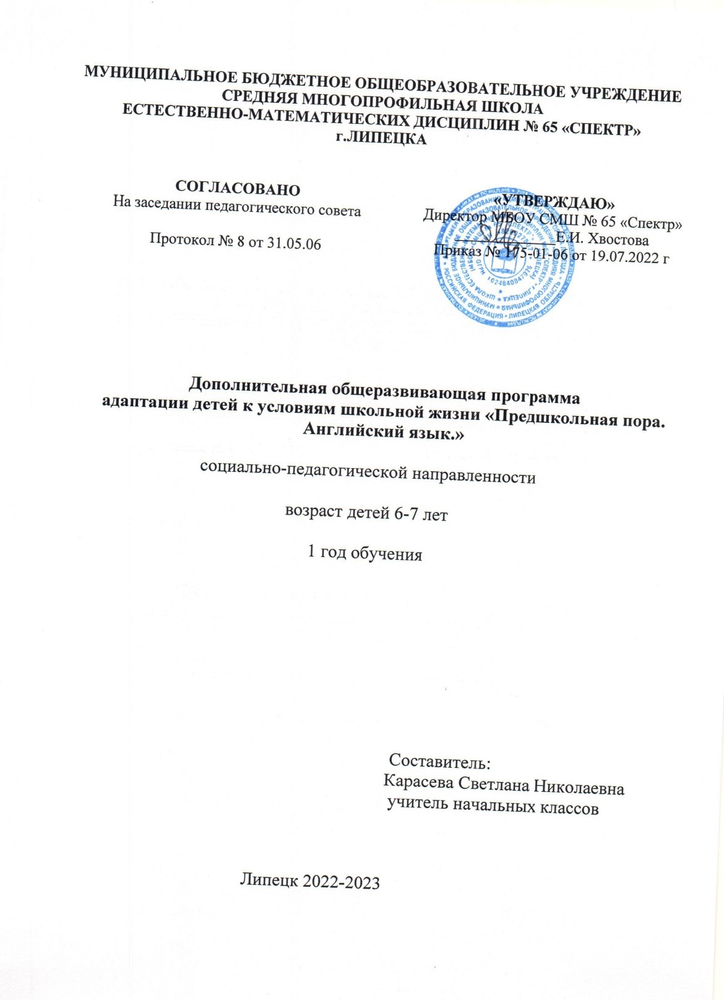 МУНИЦИПАЛЬНОЕ БЮДЖЕТНОЕ ОБЩЕОБРАЗОВАТЕЛЬНОЕ УЧРЕЖДЕНИЕ
СРЕДНЯЯ МНОГОПРОФИЛЬНАЯ ШКОЛА
ЕСТЕСТВЕННО-МАТЕМАТИЧЕСКИХ ДИСЦИПЛИН № 65 «СПЕКТР»
г.ЛИПЕЦКА
СОГЛАСОВАНО
На заседании педагогического совета
Протокол № 8 от 31.05.06
«УТВЕРЖДАЮ»
Директор МБОУ СМШ № 65 «Спектр»
Е.И. Хвостова
Приказ № 175-01-06 от 19.07.2022 г
РОССИЙСКАЯ ФЕДЕРАЦИЯ • ЛИПЕЦКАЯ ОБЛАСТЬ
ОГРН 1024840847976
Дополнительная общеразвивающая программа
адаптации детей к условиям школьной жизни «Предшкольная пора.
Английский язык.»
социально-педагогической направленности
возраст детей 6-7 лет
1 год обучения
Составитель:
Карасева Светлана Николаевна
учитель начальных классов
Липецк 2022-2023